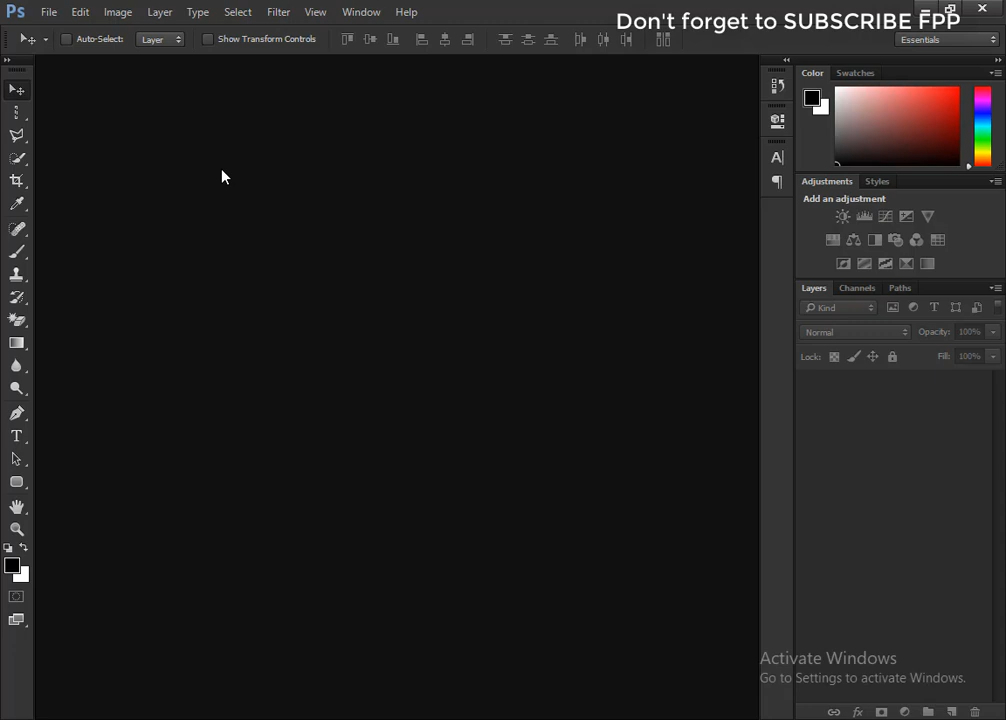 Ps File Edit Image Layer Type Select Filter View Window Help
Don't forget to SUBSCRIBE FPP
Auto-Select: Layer Show Transform Controls Essentials
Color Swatches
Adjustments Styles
Add an adjustment
Layers Channels Paths
Kind
Normal Opacity: 100%
Lock: Fill: 100%
Activate Windows
Go to Settings to activate Windows.